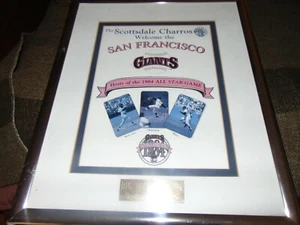 The Scottsdale Charros
Welcome the
SAN FRANCISCO
GIANTS
Hosts of the 1984 ALL STAR GAME